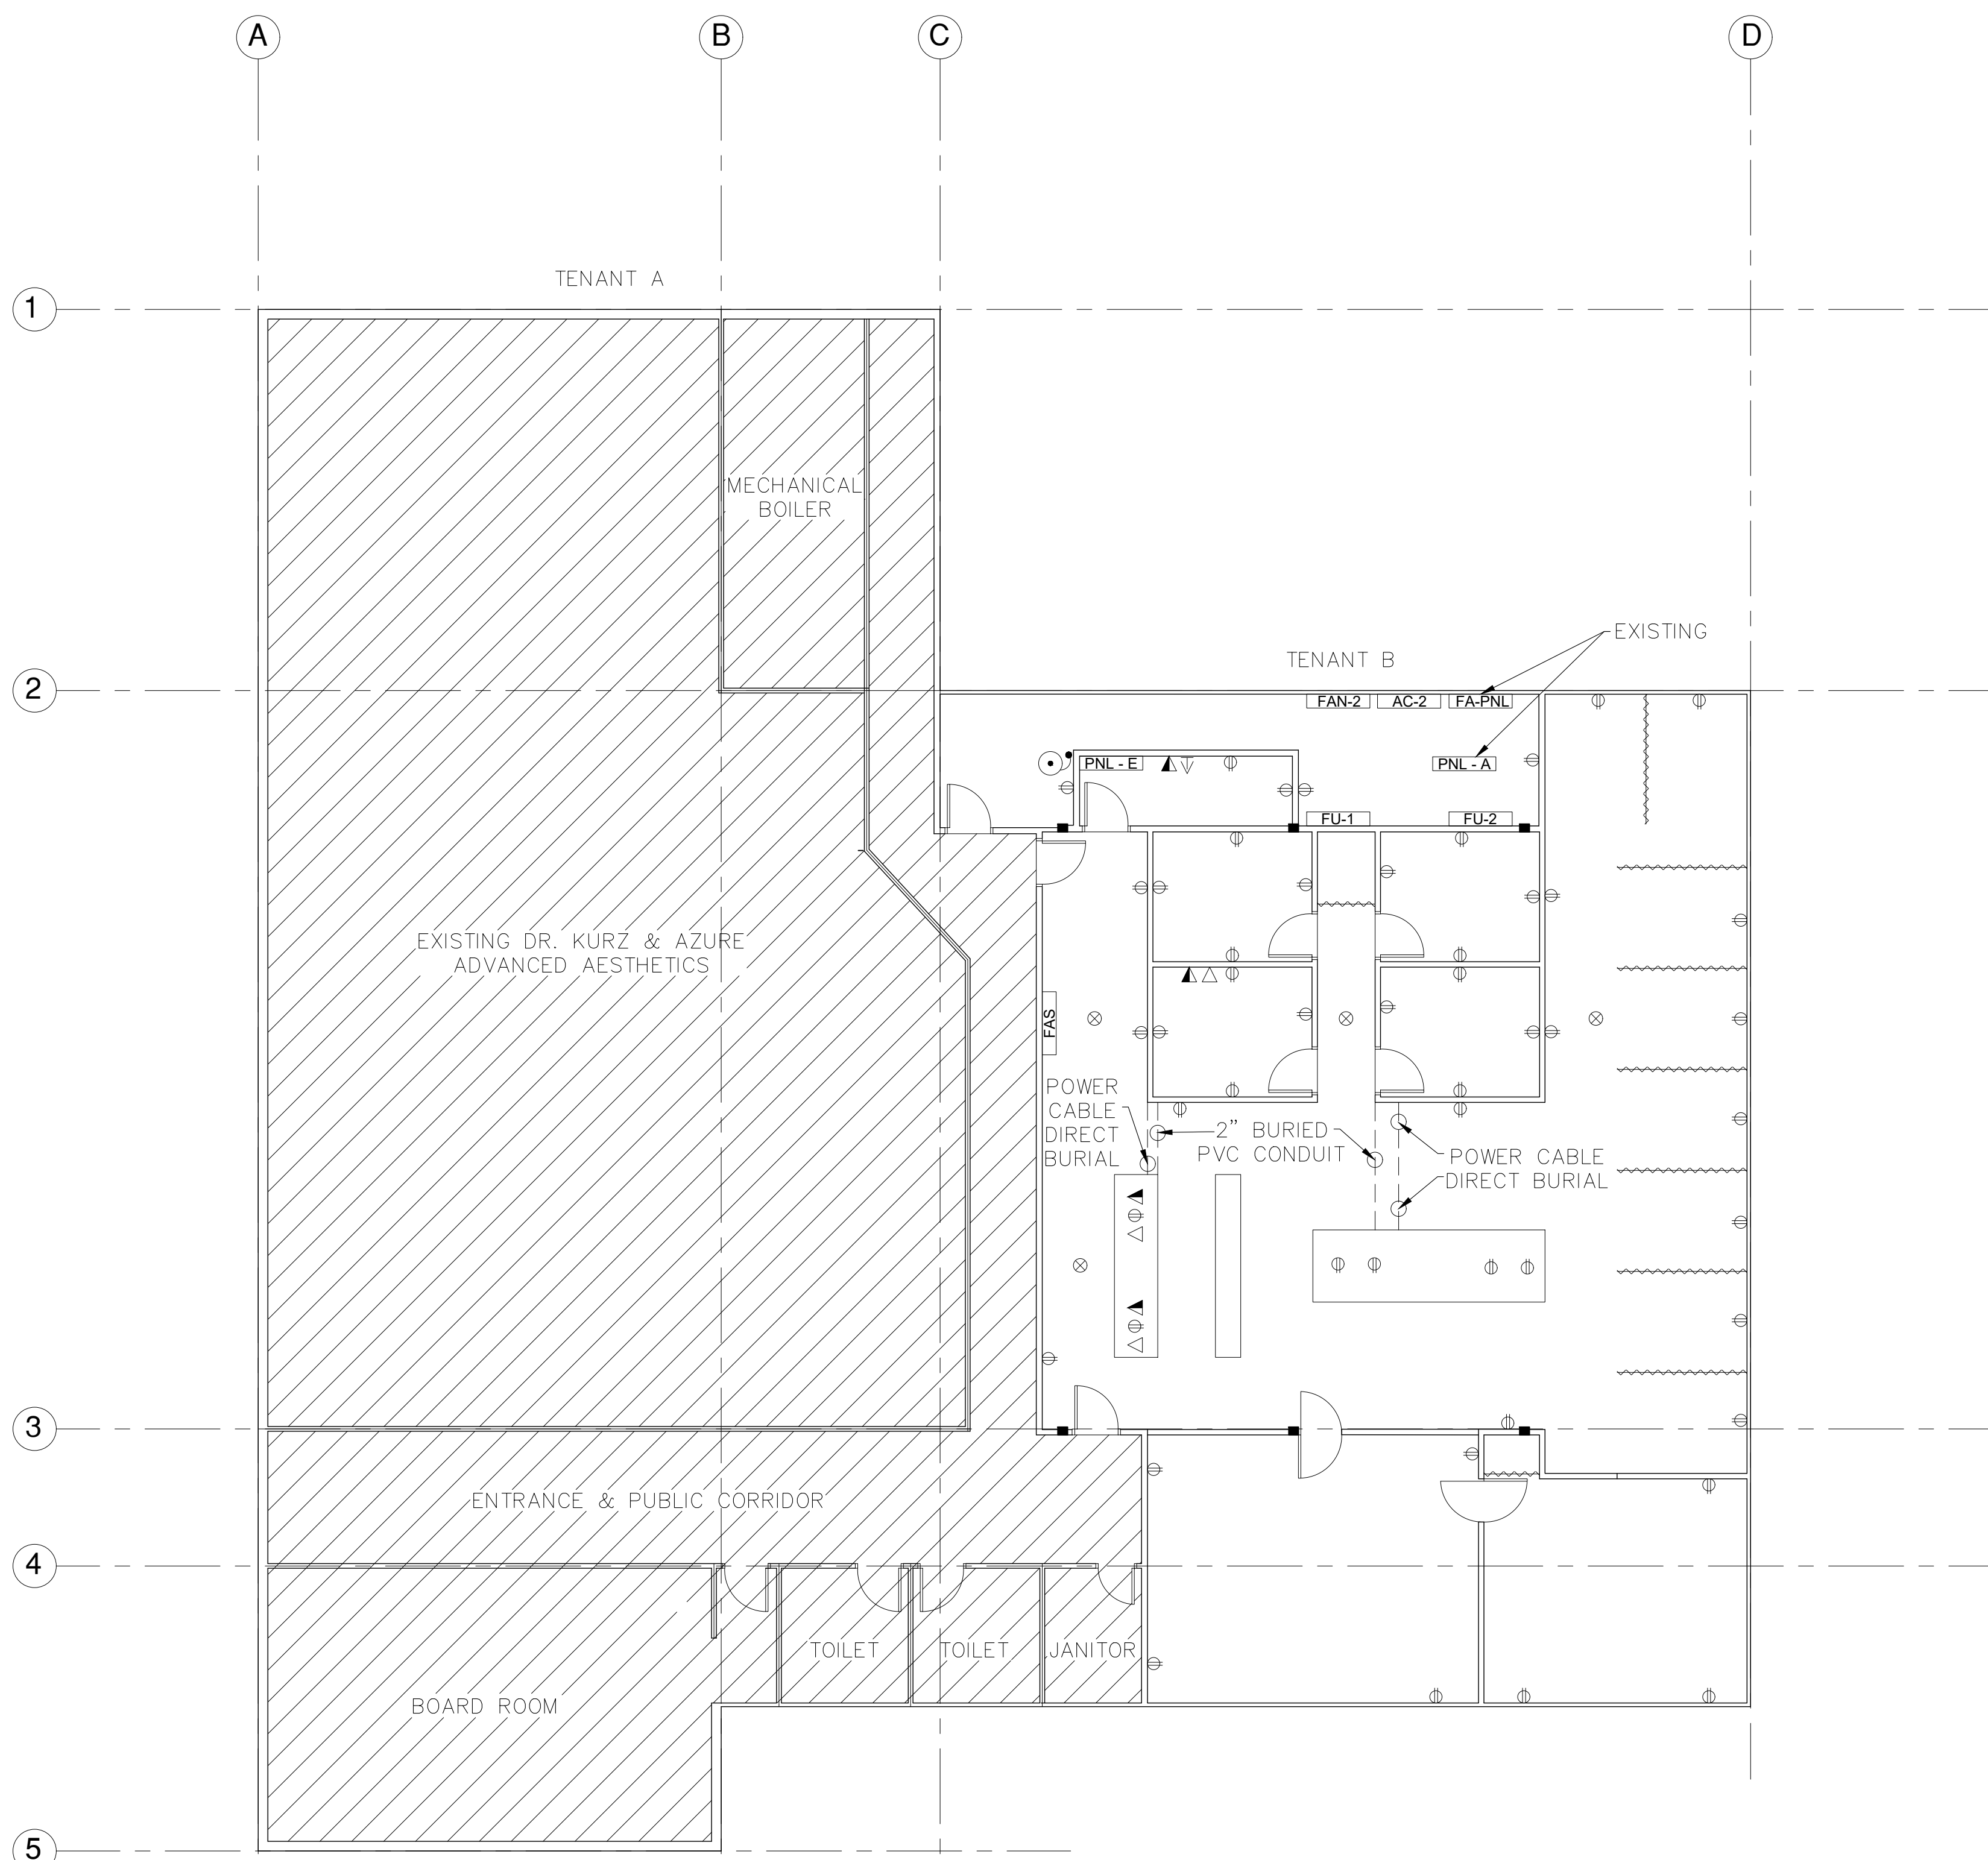 A
B
C
D
TENANT A
1
MECHANICAL
BOILER
EXISTING
TENANT B
2
FAN-2
AC-2
FA-PNL
PNL - E
PNL - A
FU-1
FU-2
EXISTING DR. KURZ & AZURE
ADVANCED AESTHETICS
FAS
POWER
CABLE
DIRECT
BURIAL
2" BURIED
PVC CONDUIT
POWER CABLE
DIRECT BURIAL
3
ENTRANCE & PUBLIC CORRIDOR
4
TOILET
TOILET
JANITOR
BOARD ROOM
5